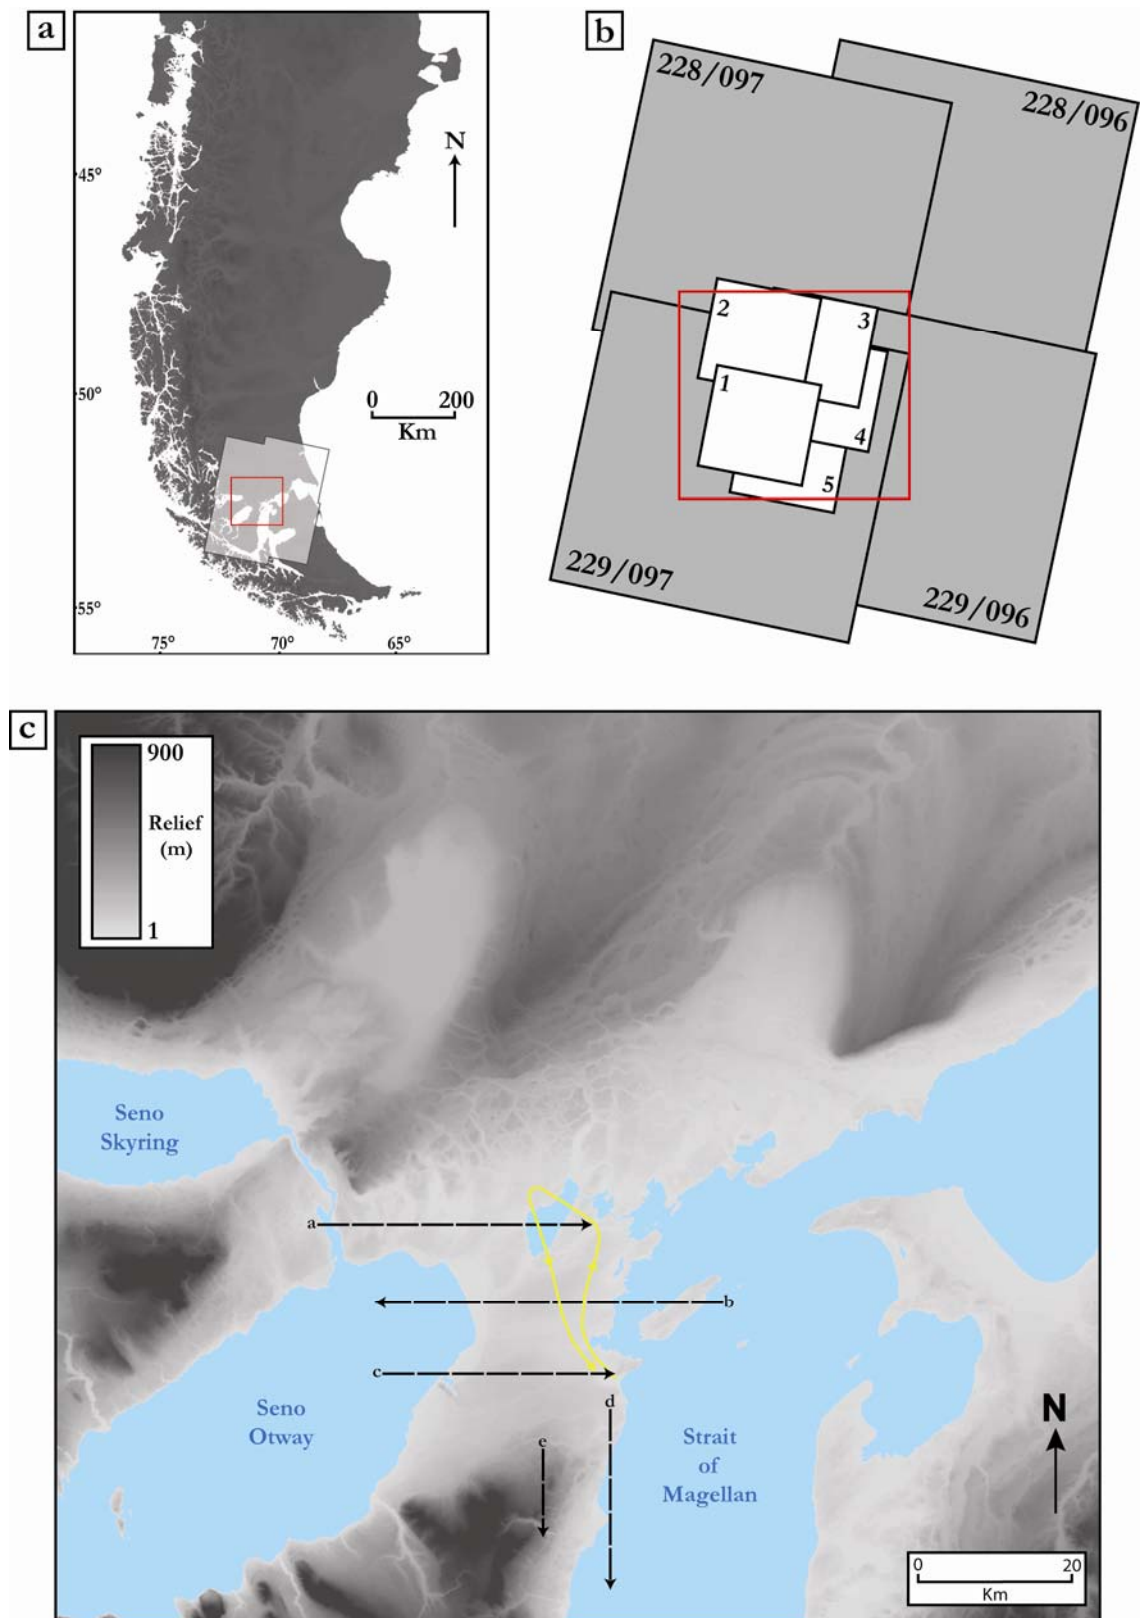 a
N
45°
50°
0 200
Km
55°
75° 70° 65°
b
228/097
228/096
2
3
1
4
5
229/097
229/096
c
900
Relief
(m)
1
Seno
Skyring
a
b
c
d
e
Seno
Otway
Strait
of
Magellan
N
0 20
Km